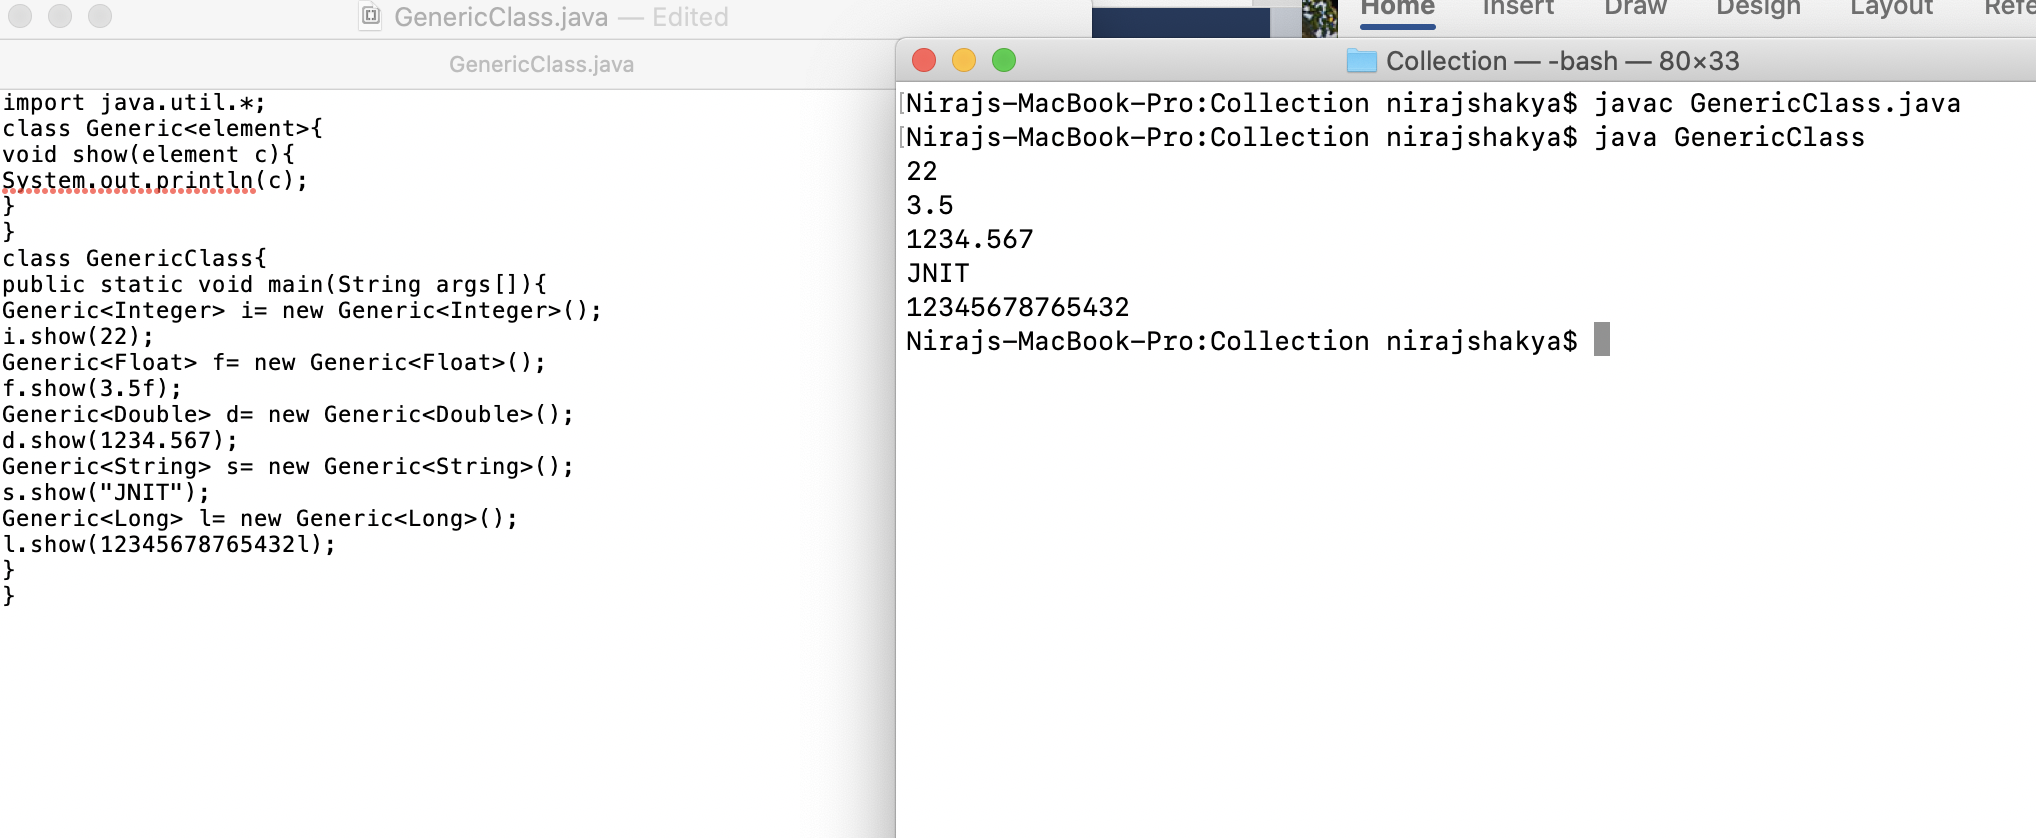 GenericClass.java — Edited
GenericClass.java
import java.util.*;
class Generic<element>{
void show(element c){
System.out.println(c);
}
}
class GenericClass{
public static void main(String args[]){
Generic<Integer> i= new Generic<Integer>();
i.show(22);
Generic<Float> f= new Generic<Float>();
f.show(3.5f);
Generic<Double> d= new Generic<Double>();
d.show(1234.567);
Generic<String> s= new Generic<String>();
s.show("JNIT");
Generic<Long> l= new Generic<Long>();
l.show(12345678765432l);
}
}
Home Insert Draw Design Layout Refe
Collection — -bash — 80×33
[Nirajs-MacBook-Pro:Collection nirajshakya$ javac GenericClass.java
[Nirajs-MacBook-Pro:Collection nirajshakya$ java GenericClass
22
3.5
1234.567
JNIT
12345678765432
Nirajs-MacBook-Pro:Collection nirajshakya$